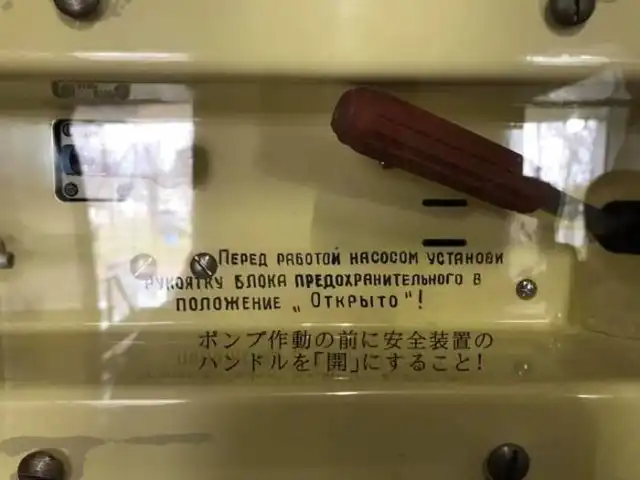 Перед работой насосом установи
рукоятку блока предохранительного в
положение „Открыто"!
ポンプ作動の前に安全装置の
ハンドルを「開」にすること!